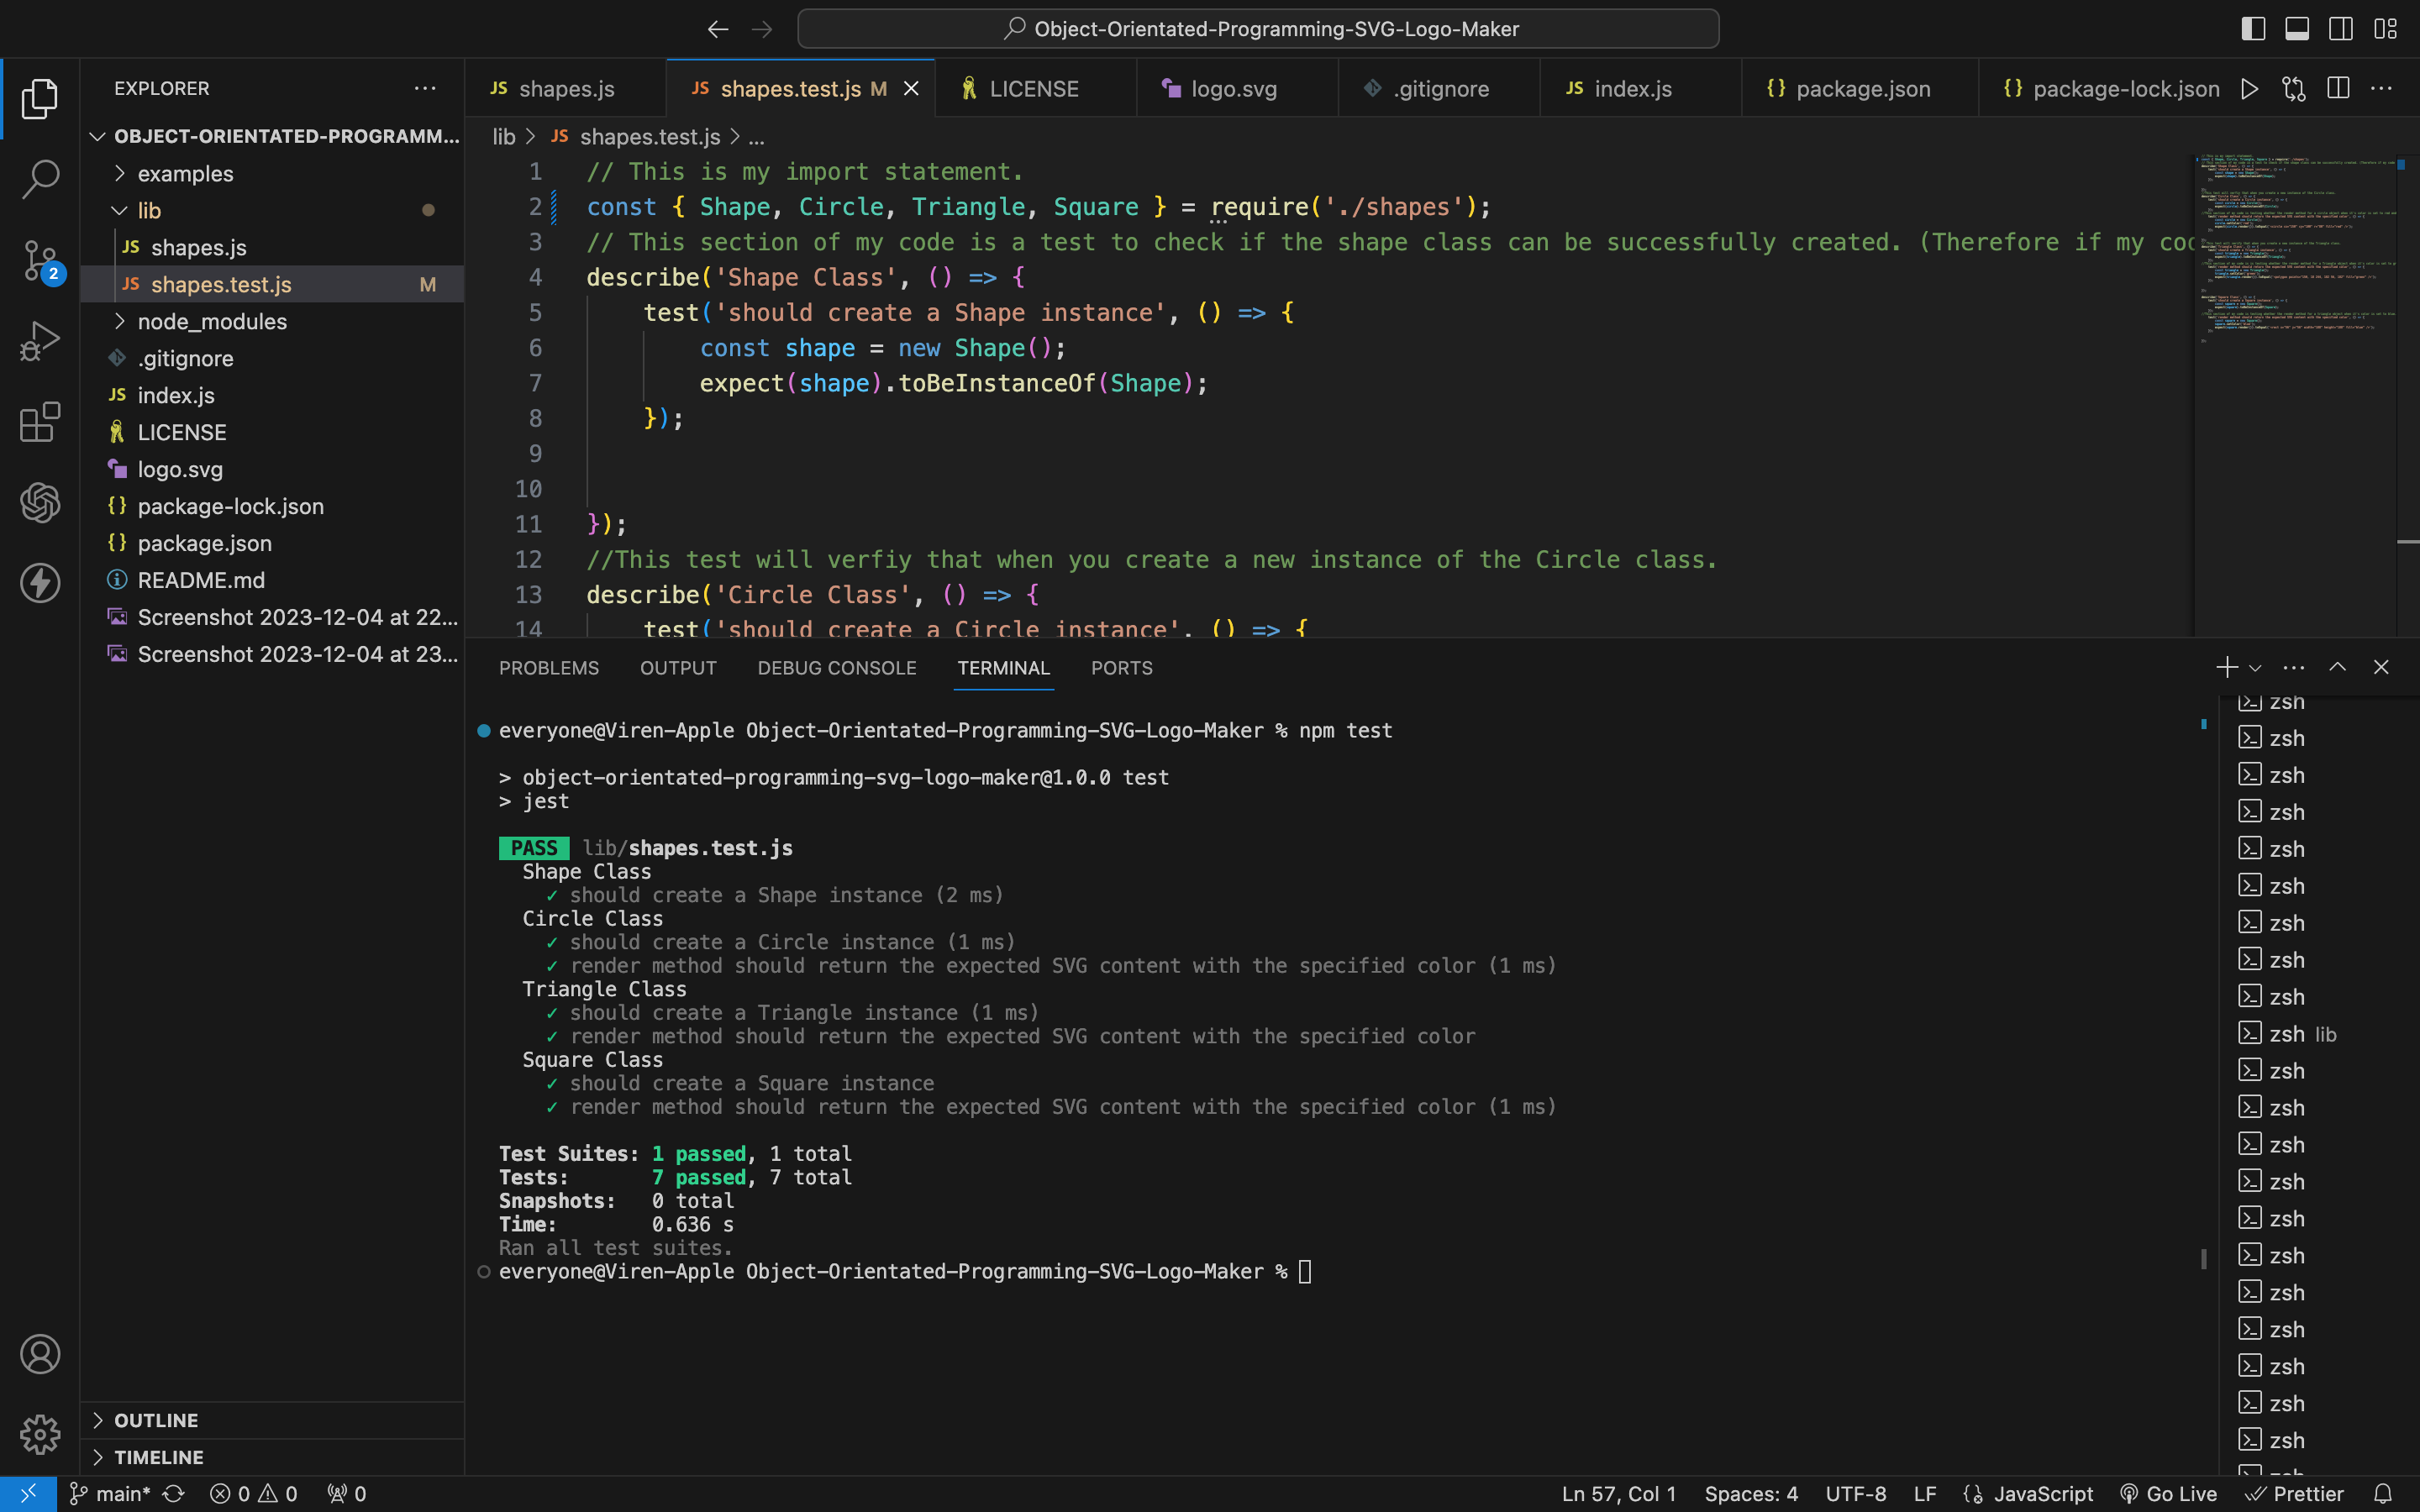 Object-Orientated-Programming-SVG-Logo-Maker
EXPLORER
shapes.js
shapes.test.js M
LICENSE
logo.svg
.gitignore
index.js
package.json
package-lock.json
OBJECT-ORIENTATED-PROGRAMM...
examples
lib
JS shapes.js
JS shapes.test.js M
node_modules
.gitignore
JS index.js
LICENSE
logo.svg
{} package-lock.json
{} package.json
README.md
Screenshot 2023-12-04 at 22...
Screenshot 2023-12-04 at 23...
2
OUTLINE
TIMELINE
lib > JS shapes.test.js > ...
1 // This is my import statement.
2 const { Shape, Circle, Triangle, Square } = require('./shapes');
3 // This section of my code is a test to check if the shape class can be successfully created. (Therefore if my cod
4 describe('Shape Class', () => {
5 test('should create a Shape instance', () => {
6 const shape = new Shape();
7 expect(shape).toBeInstanceOf(Shape);
8 });
9
10
11 });
12 //This test will verfiy that when you create a new instance of the Circle class.
13 describe('Circle Class', () => {
14 test('should create a Circle instance', () => {
PROBLEMS OUTPUT DEBUG CONSOLE TERMINAL PORTS
everyone@Viren-Apple Object-Orientated-Programming-SVG-Logo-Maker % npm test
> object-orientated-programming-svg-logo-maker@1.0.0 test
> jest
PASS lib/shapes.test.js
Shape Class
✓ should create a Shape instance (2 ms)
Circle Class
✓ should create a Circle instance (1 ms)
✓ render method should return the expected SVG content with the specified color (1 ms)
Triangle Class
✓ should create a Triangle instance (1 ms)
✓ render method should return the expected SVG content with the specified color
Square Class
✓ should create a Square instance
✓ render method should return the expected SVG content with the specified color (1 ms)
Test Suites: 1 passed, 1 total
Tests: 7 passed, 7 total
Snapshots: 0 total
Time: 0.636 s
Ran all test suites.
everyone@Viren-Apple Object-Orientated-Programming-SVG-Logo-Maker %
zsh
zsh
zsh
zsh
zsh
zsh
zsh
zsh
zsh
zsh lib
zsh
zsh
zsh
zsh
zsh
zsh
zsh
zsh
zsh
zsh
zsh
main* 0 0 0
Ln 57, Col 1 Spaces: 4 UTF-8 LF JavaScript Go Live Prettier